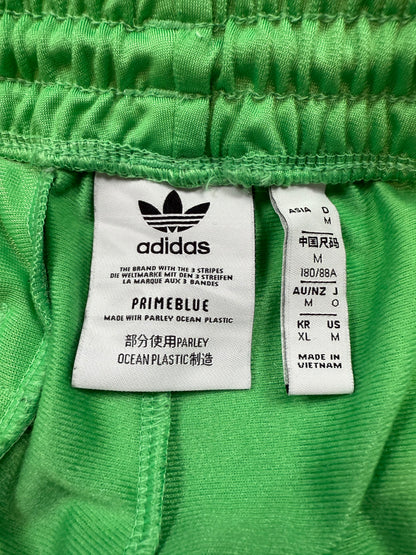 adidas
THE BRAND WITH THE 3 STRIPES
DIE WELTMARKE MIT DEN 3 STREIFEN
LA MARQUE AUX 3 BANDES
PRIMEBLUE
MADE WITH PARLEY OCEAN PLASTIC
部分使用PARLEY
OCEAN PLASTIC制造
ASIA D
M
中国尺码
M
180/88A
AU/NZ J
M O
KR US
XL M
MADE IN
VIETNAM